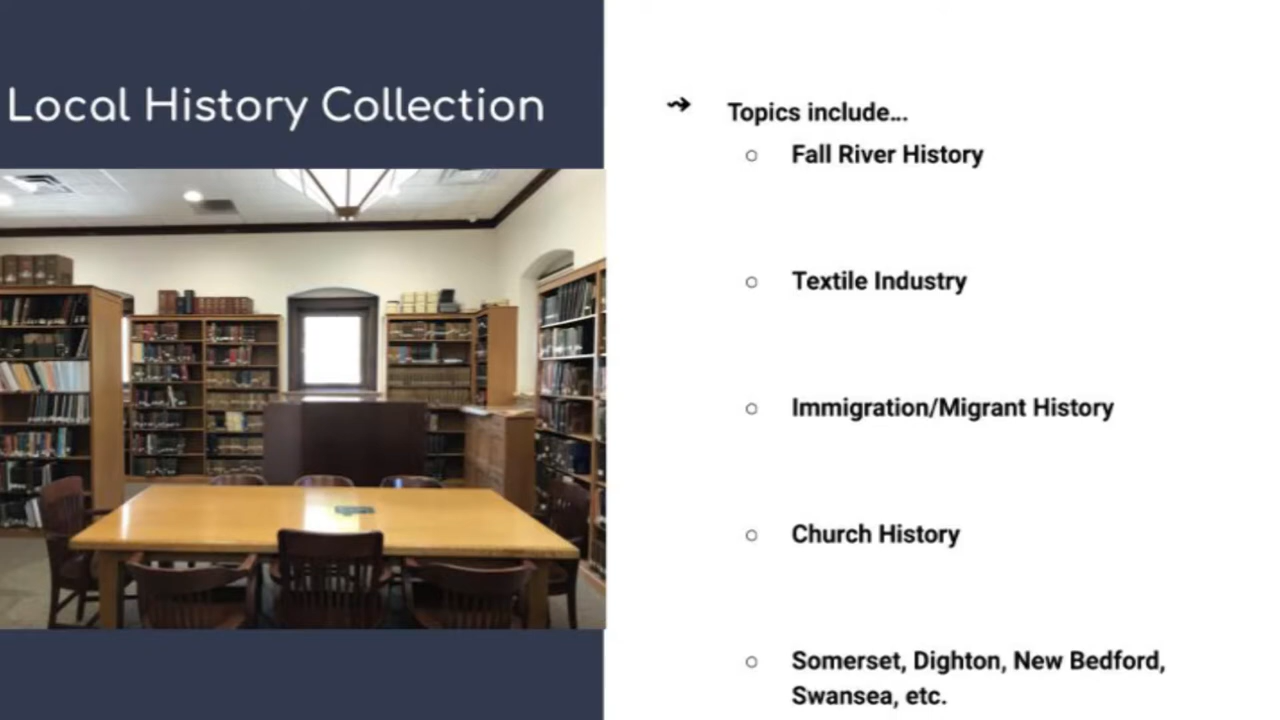 Local History Collection
Topics include...
Fall River History
Textile Industry
Immigration/Migrant History
Church History
Somerset, Dighton, New Bedford,
Swansea, etc.